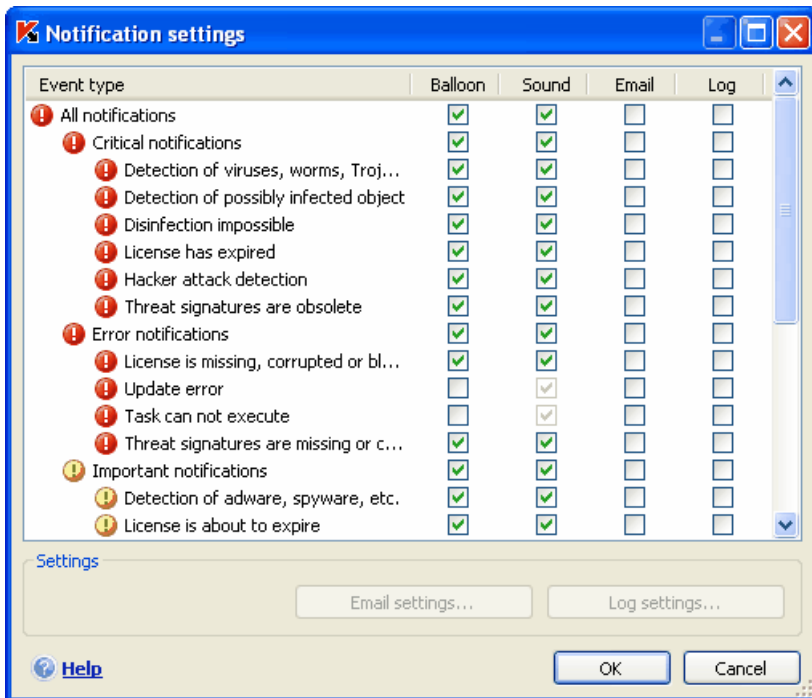 Notification settings
Event type Balloon Sound Email Log
All notifications
Critical notifications
Detection of viruses, worms, Troj...
Detection of possibly infected object
Disinfection impossible
License has expired
Hacker attack detection
Threat signatures are obsolete
Error notifications
License is missing, corrupted or bl...
Update error
Task can not execute
Threat signatures are missing or c...
Important notifications
Detection of adware, spyware, etc.
License is about to expire
Settings
Email settings... Log settings...
Help OK Cancel